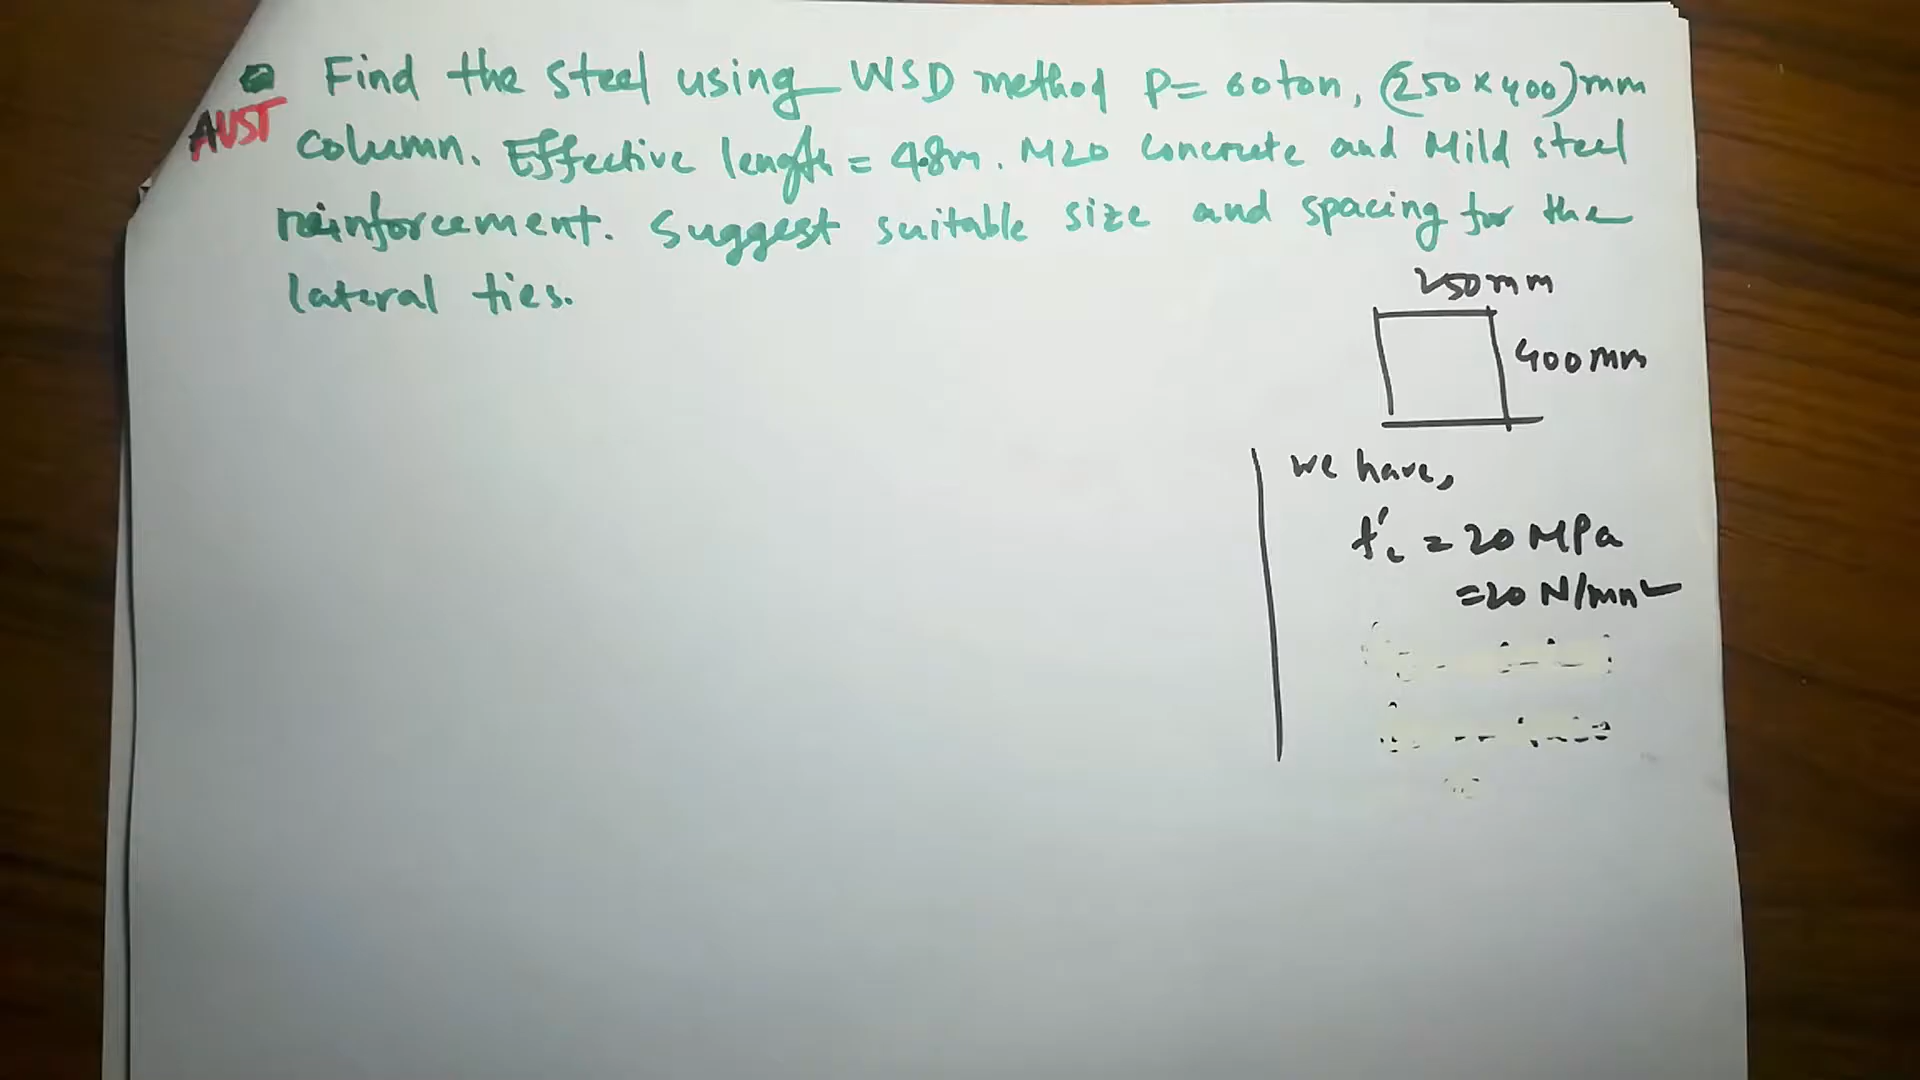 Find the steel using WSD method P= 60ton, (250×400)mm
AUST
column. Effective length = 4.8m. M20 concrete and Mild steel
reinforcement. Suggest suitable size and spacing for the
lateral ties.
250mm
400mm
we have,
f'c = 20 MPa
=20 N/mm²